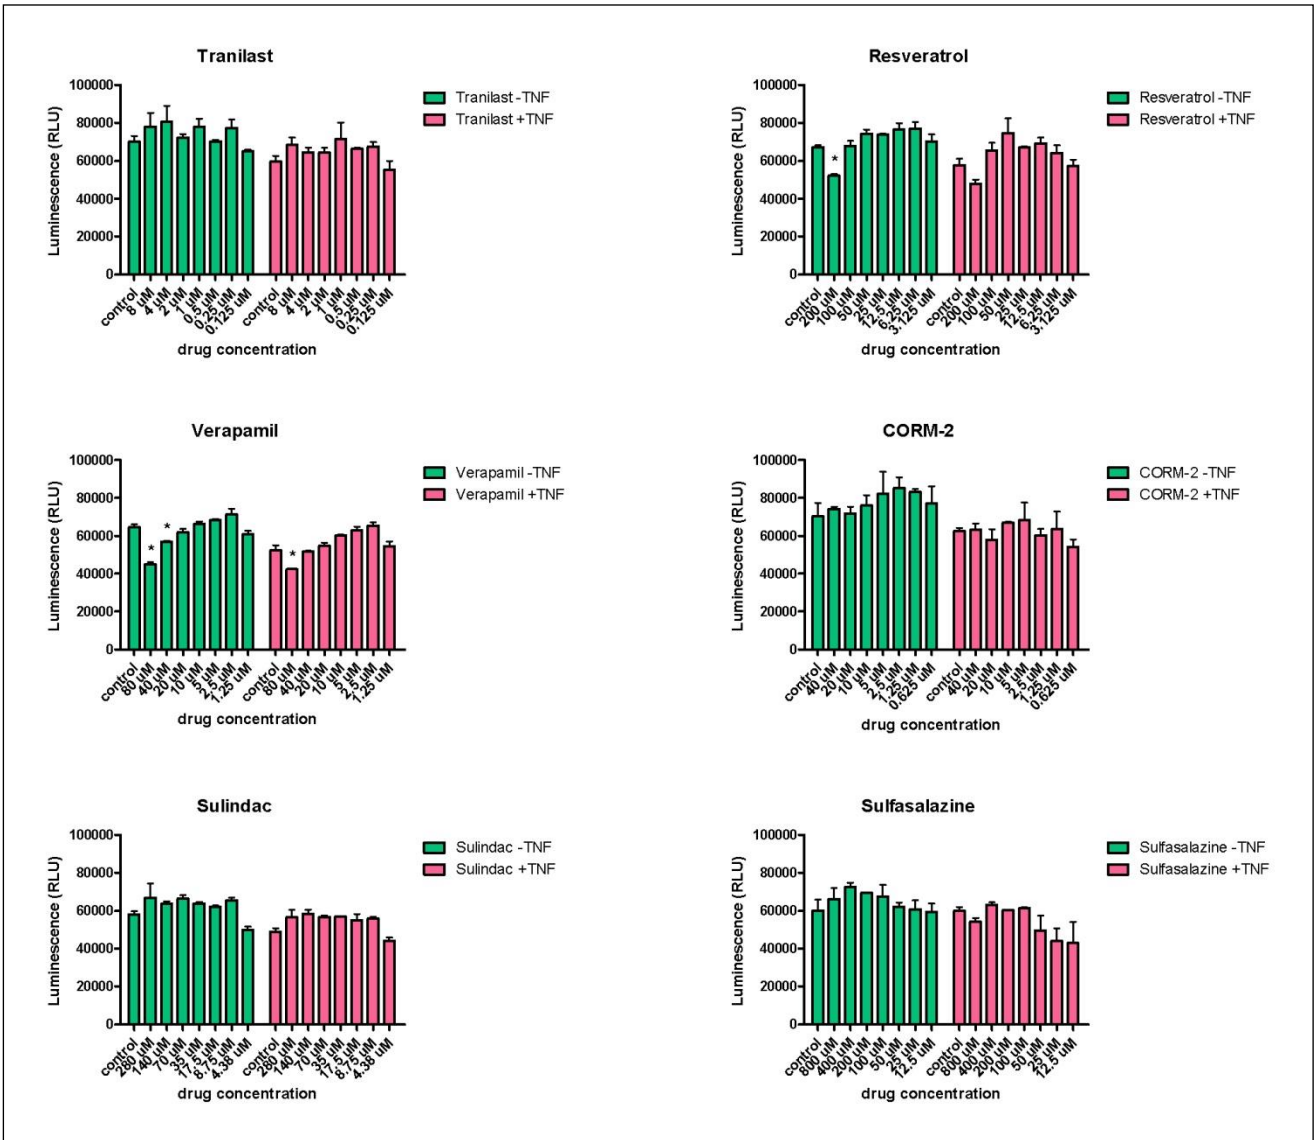 Tranilast
100000
80000
60000
40000
20000
0
Luminescence (RLU)
control
8 uM
4 uM
2 uM
1 uM
0.5 uM
0.25 uM
0.125 uM
control
8 uM
4 uM
2 uM
1 uM
0.5 uM
0.25 uM
0.125 uM
drug concentration
Tranilast -TNF
Tranilast +TNF
Resveratrol
100000
80000
60000
40000
20000
0
Luminescence (RLU)
*
control
200 uM
100 uM
50 uM
25 uM
12.5 uM
6.25 uM
3.125 uM
control
200 uM
100 uM
50 uM
25 uM
12.5 uM
6.25 uM
3.125 uM
drug concentration
Resveratrol -TNF
Resveratrol +TNF
Verapamil
100000
80000
60000
40000
20000
0
Luminescence (RLU)
*
*
*
control
80 uM
40 uM
20 uM
10 uM
5 uM
2.5 uM
1.25 uM
control
80 uM
40 uM
20 uM
10 uM
5 uM
2.5 uM
1.25 uM
drug concentration
Verapamil -TNF
Verapamil +TNF
CORM-2
100000
80000
60000
40000
20000
0
Luminescence (RLU)
control
40 uM
20 uM
10 uM
5 uM
2.5 uM
1.25 uM
0.625 uM
control
40 uM
20 uM
10 uM
5 uM
2.5 uM
1.25 uM
0.625 uM
drug concentration
CORM-2 -TNF
CORM-2 +TNF
Sulindac
100000
80000
60000
40000
20000
0
Luminescence (RLU)
control
280 uM
140 uM
70 uM
35 uM
17.5 uM
8.75 uM
4.38 uM
control
280 uM
140 uM
70 uM
35 uM
17.5 uM
8.75 uM
4.38 uM
drug concentration
Sulindac -TNF
Sulindac +TNF
Sulfasalazine
100000
80000
60000
40000
20000
0
Luminescence (RLU)
control
800 uM
400 uM
200 uM
100 uM
50 uM
25 uM
12.5 uM
control
800 uM
400 uM
200 uM
100 uM
50 uM
25 uM
12.5 uM
drug concentration
Sulfasalazine -TNF
Sulfasalazine +TNF